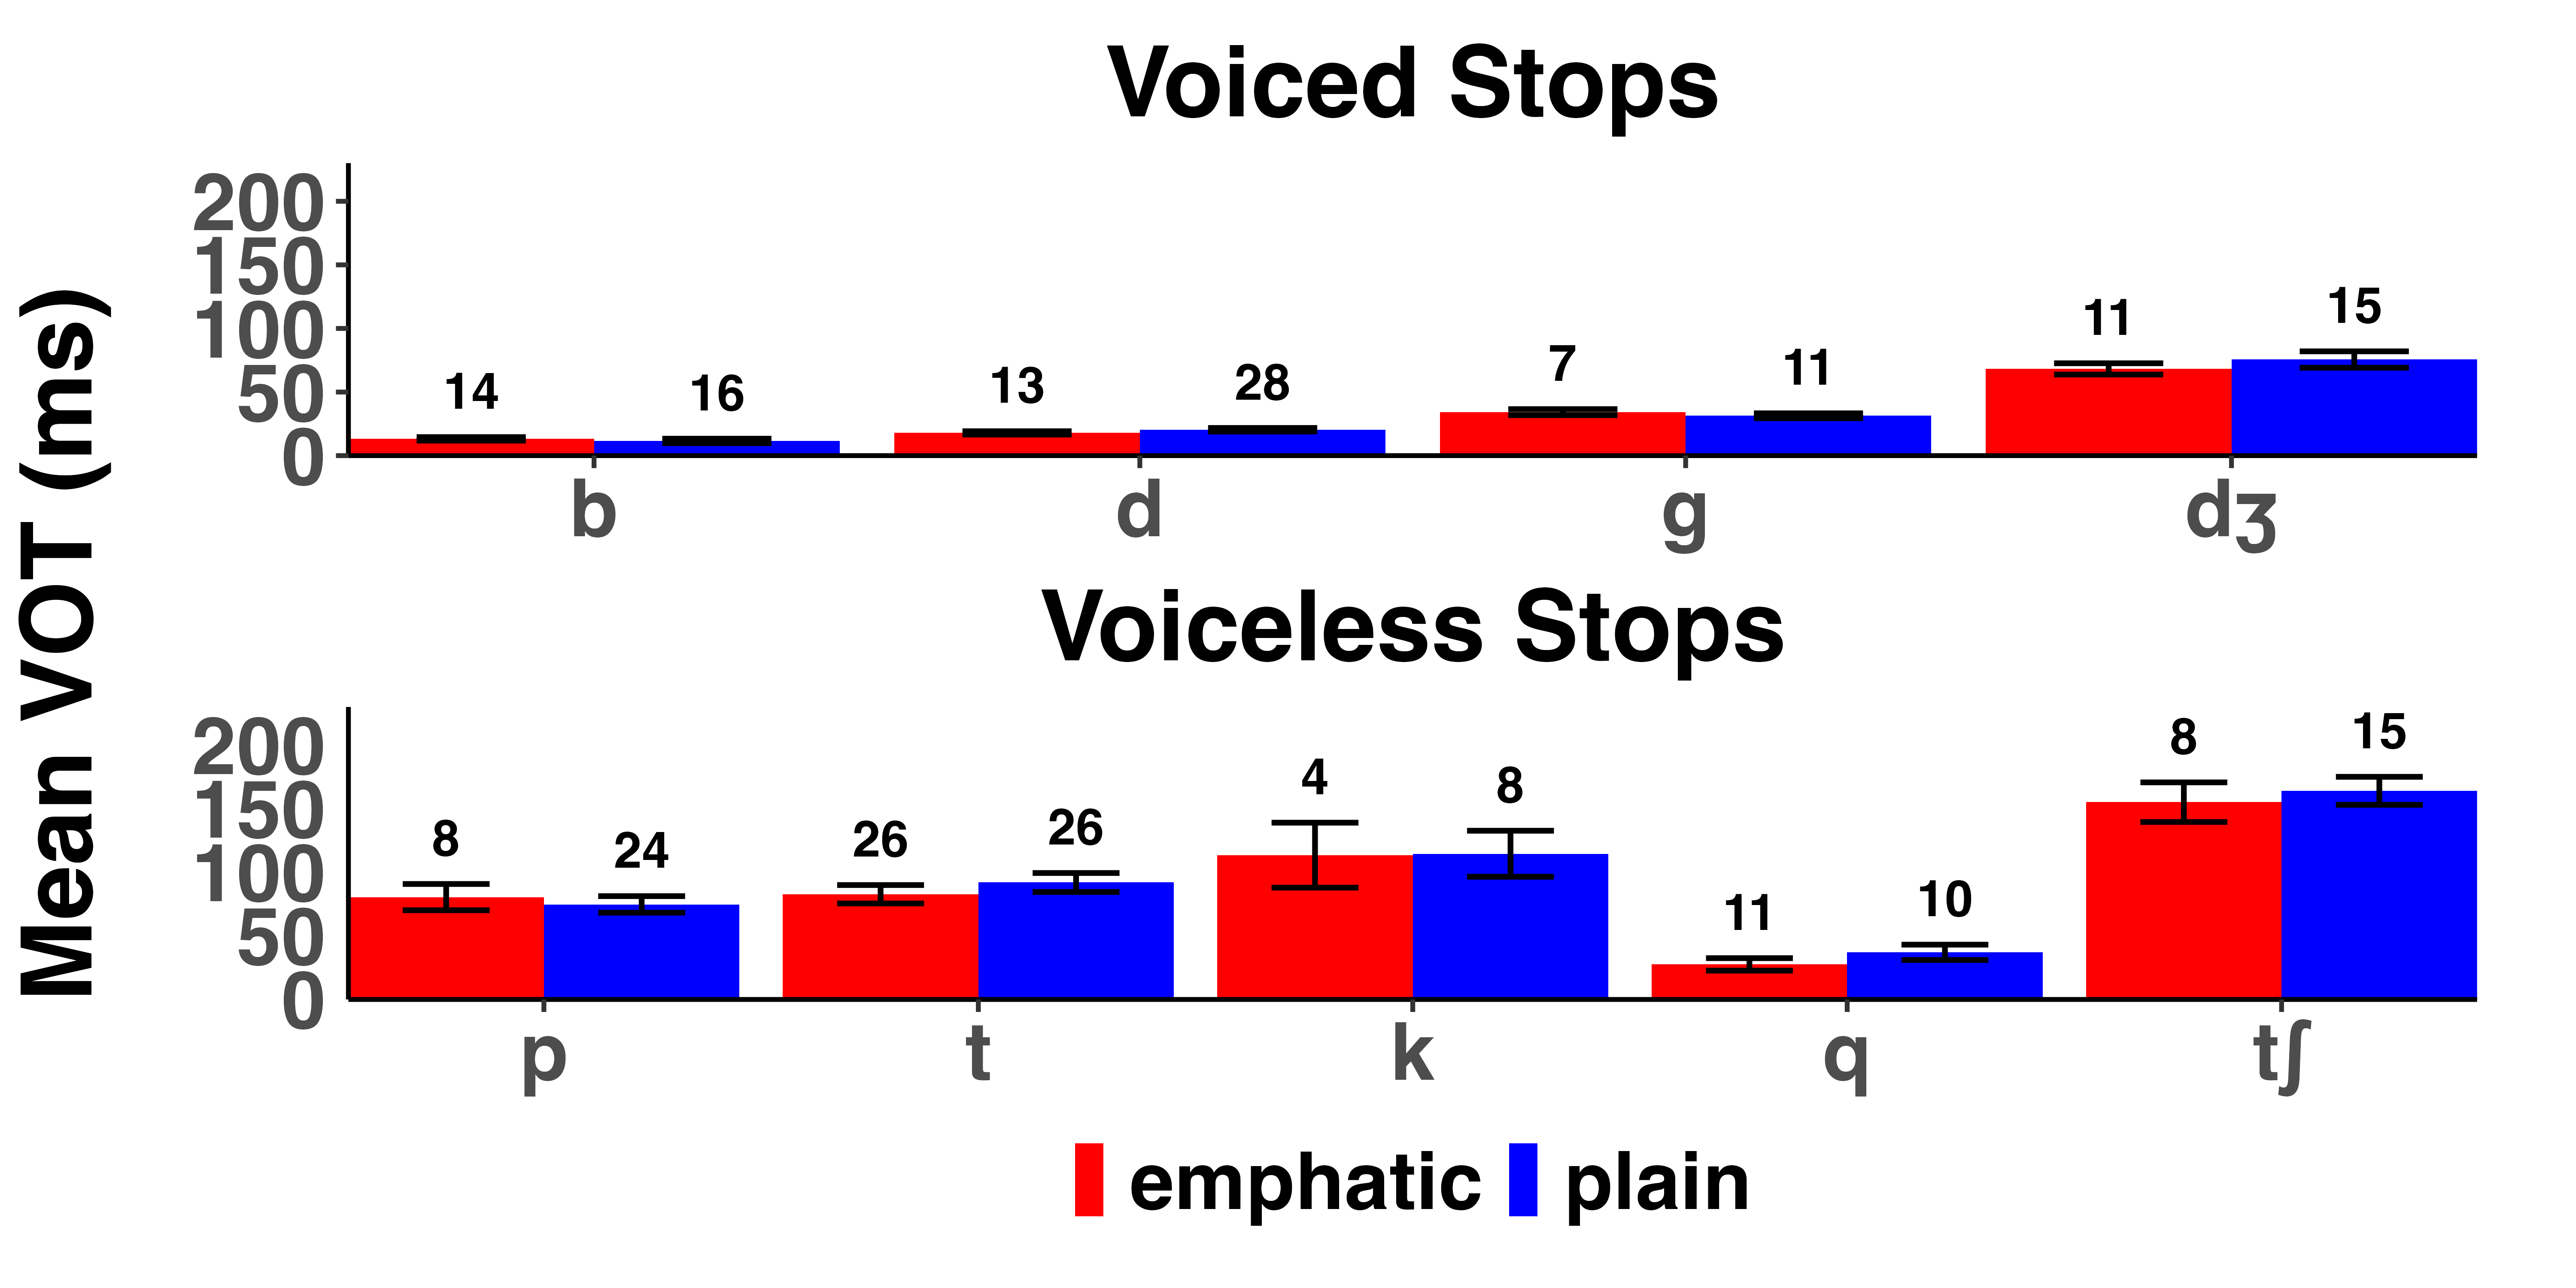 Voiced Stops
Mean VOT (ms)
200
150
100
50
0
14 16 13 28 7 11 11 15
b d g dʒ
Voiceless Stops
200
150
100
50
0
8 24 26 26 4 8 11 10 8 15
p t k q tʃ
emphatic plain